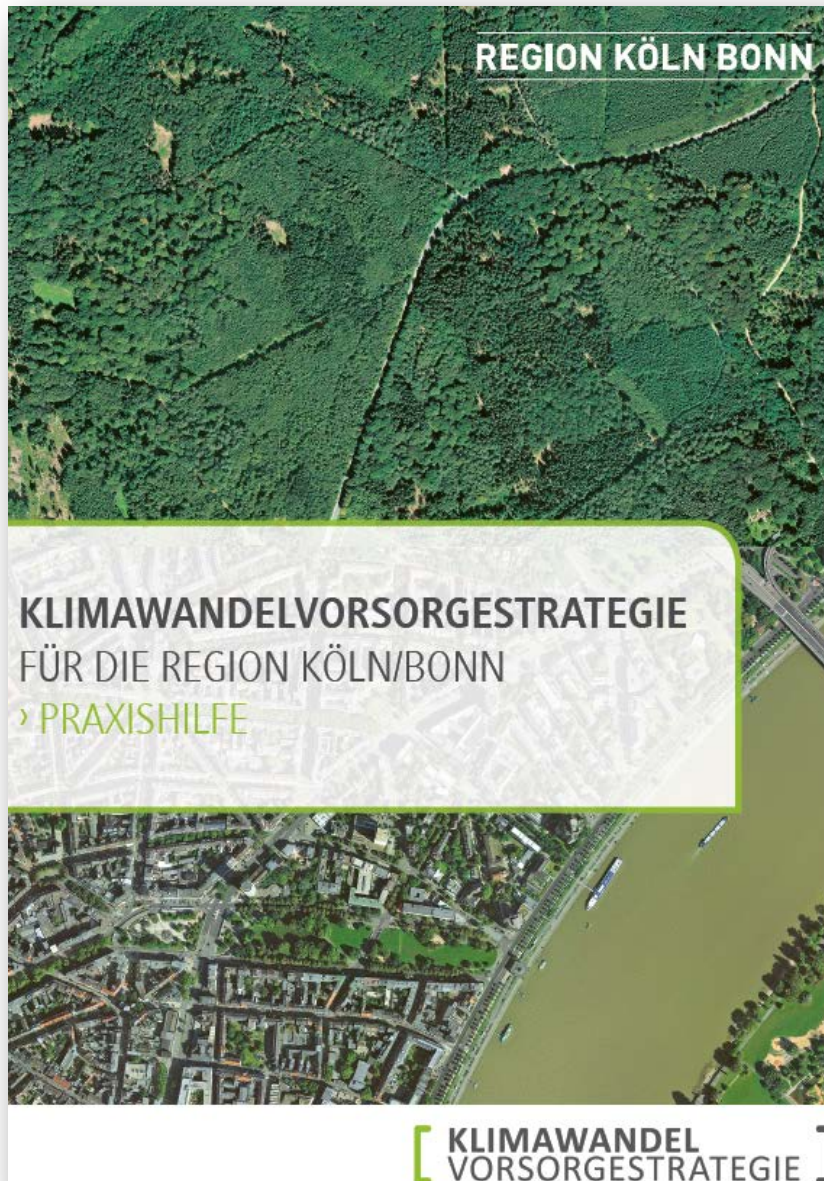 REGION KÖLN BONN
KLIMAWANDELVORSORGESTRATEGIE
FÜR DIE REGION KÖLN/BONN
› PRAXISHILFE
[ KLIMAWANDEL ]
VORSORGESTRATEGIE